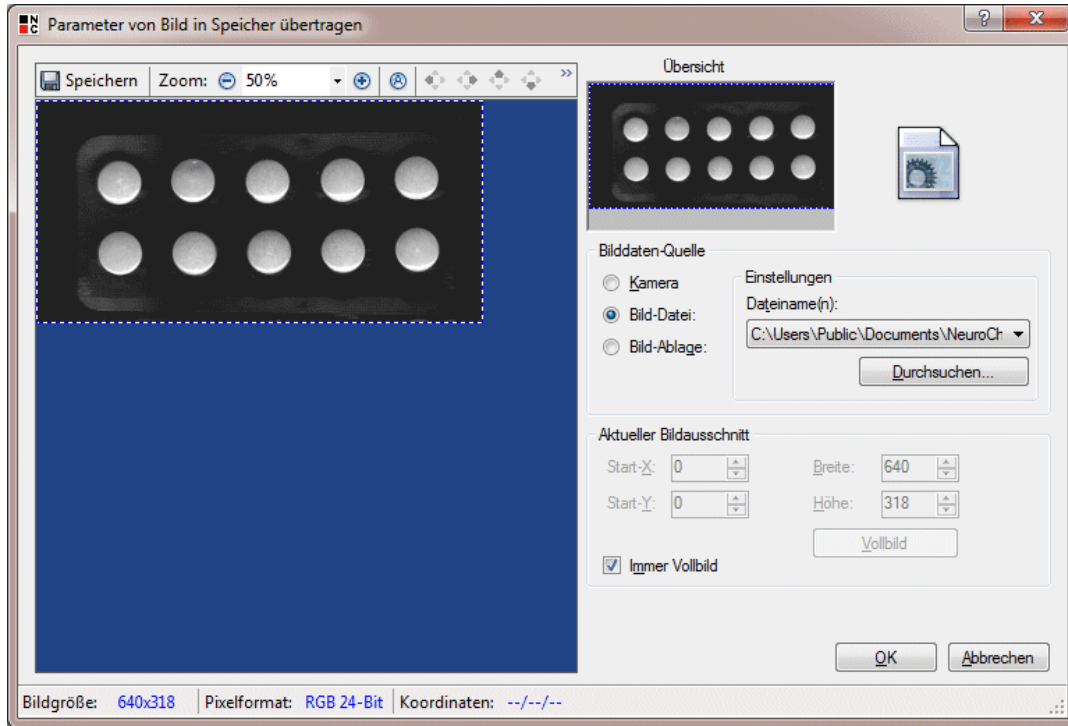 Parameter von Bild in Speicher übertragen
Speichern Zoom: 50% »
Übersicht
Bilddaten-Quelle
Kamera
Bild-Datei:
Bild-Ablage:
Einstellungen
Dateiname(n):
C:\Users\Public\Documents\NeuroCh
Durchsuchen...
Aktueller Bildausschnitt
Start-X: 0 Breite: 640
Start-Y: 0 Höhe: 318
Vollbild
Immer Vollbild
OK Abbrechen
Bildgröße: 640x318 Pixelformat: RGB 24-Bit Koordinaten: --/--/--